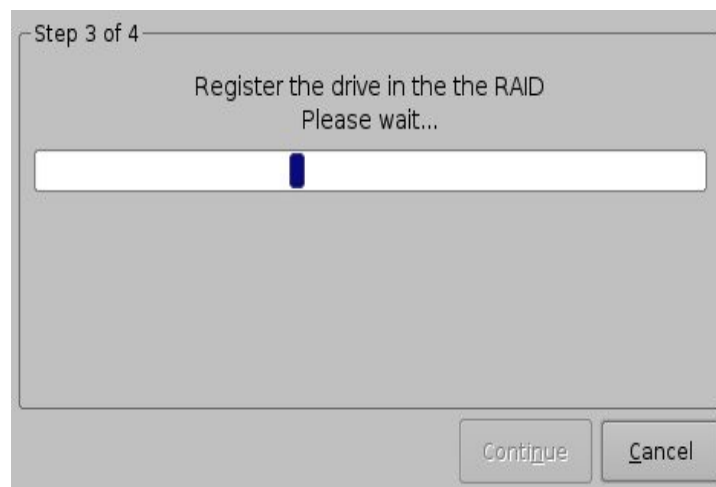 Step 3 of 4
Register the drive in the the RAID
Please wait...
Continue
Cancel